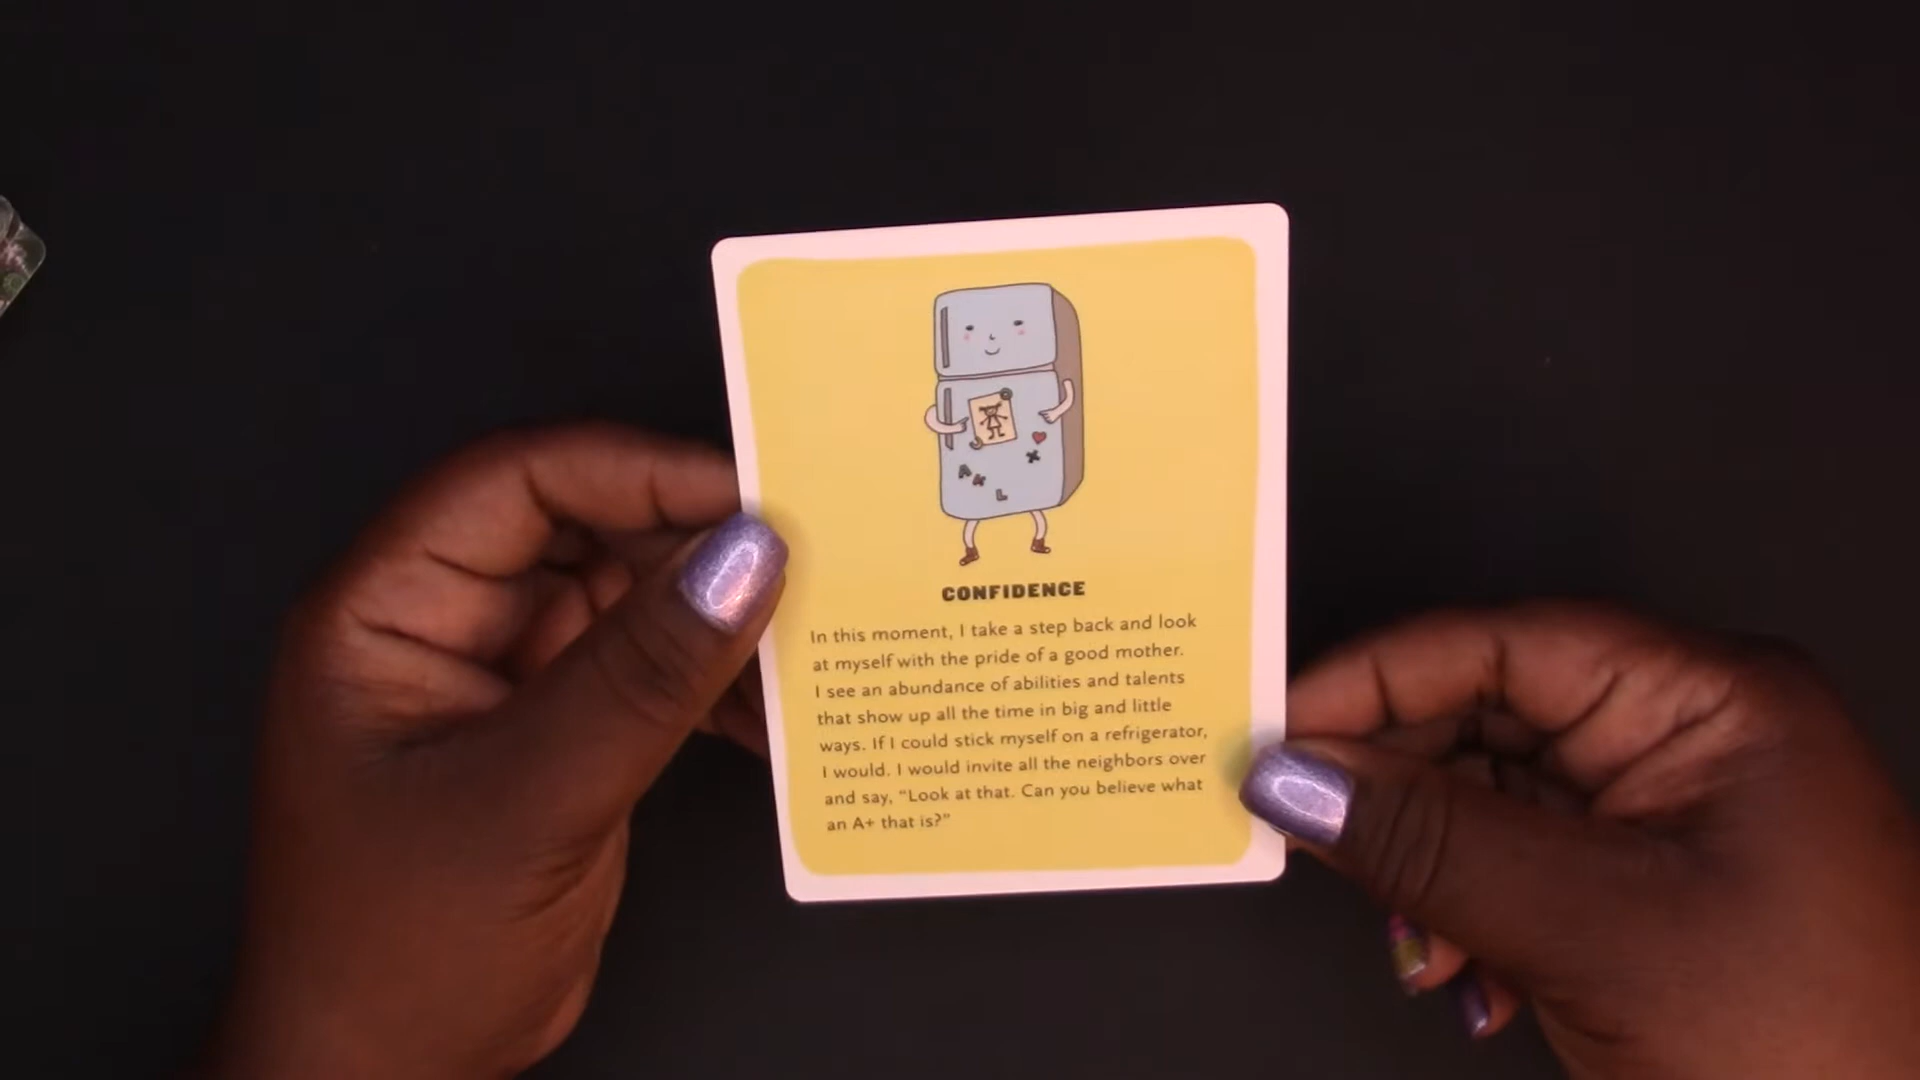 A K L X
CONFIDENCE
In this moment, I take a step back and look
at myself with the pride of a good mother.
I see an abundance of abilities and talents
that show up all the time in big and little
ways. If I could stick myself on a refrigerator,
I would. I would invite all the neighbors over
and say, “Look at that. Can you believe what
an A+ that is?”